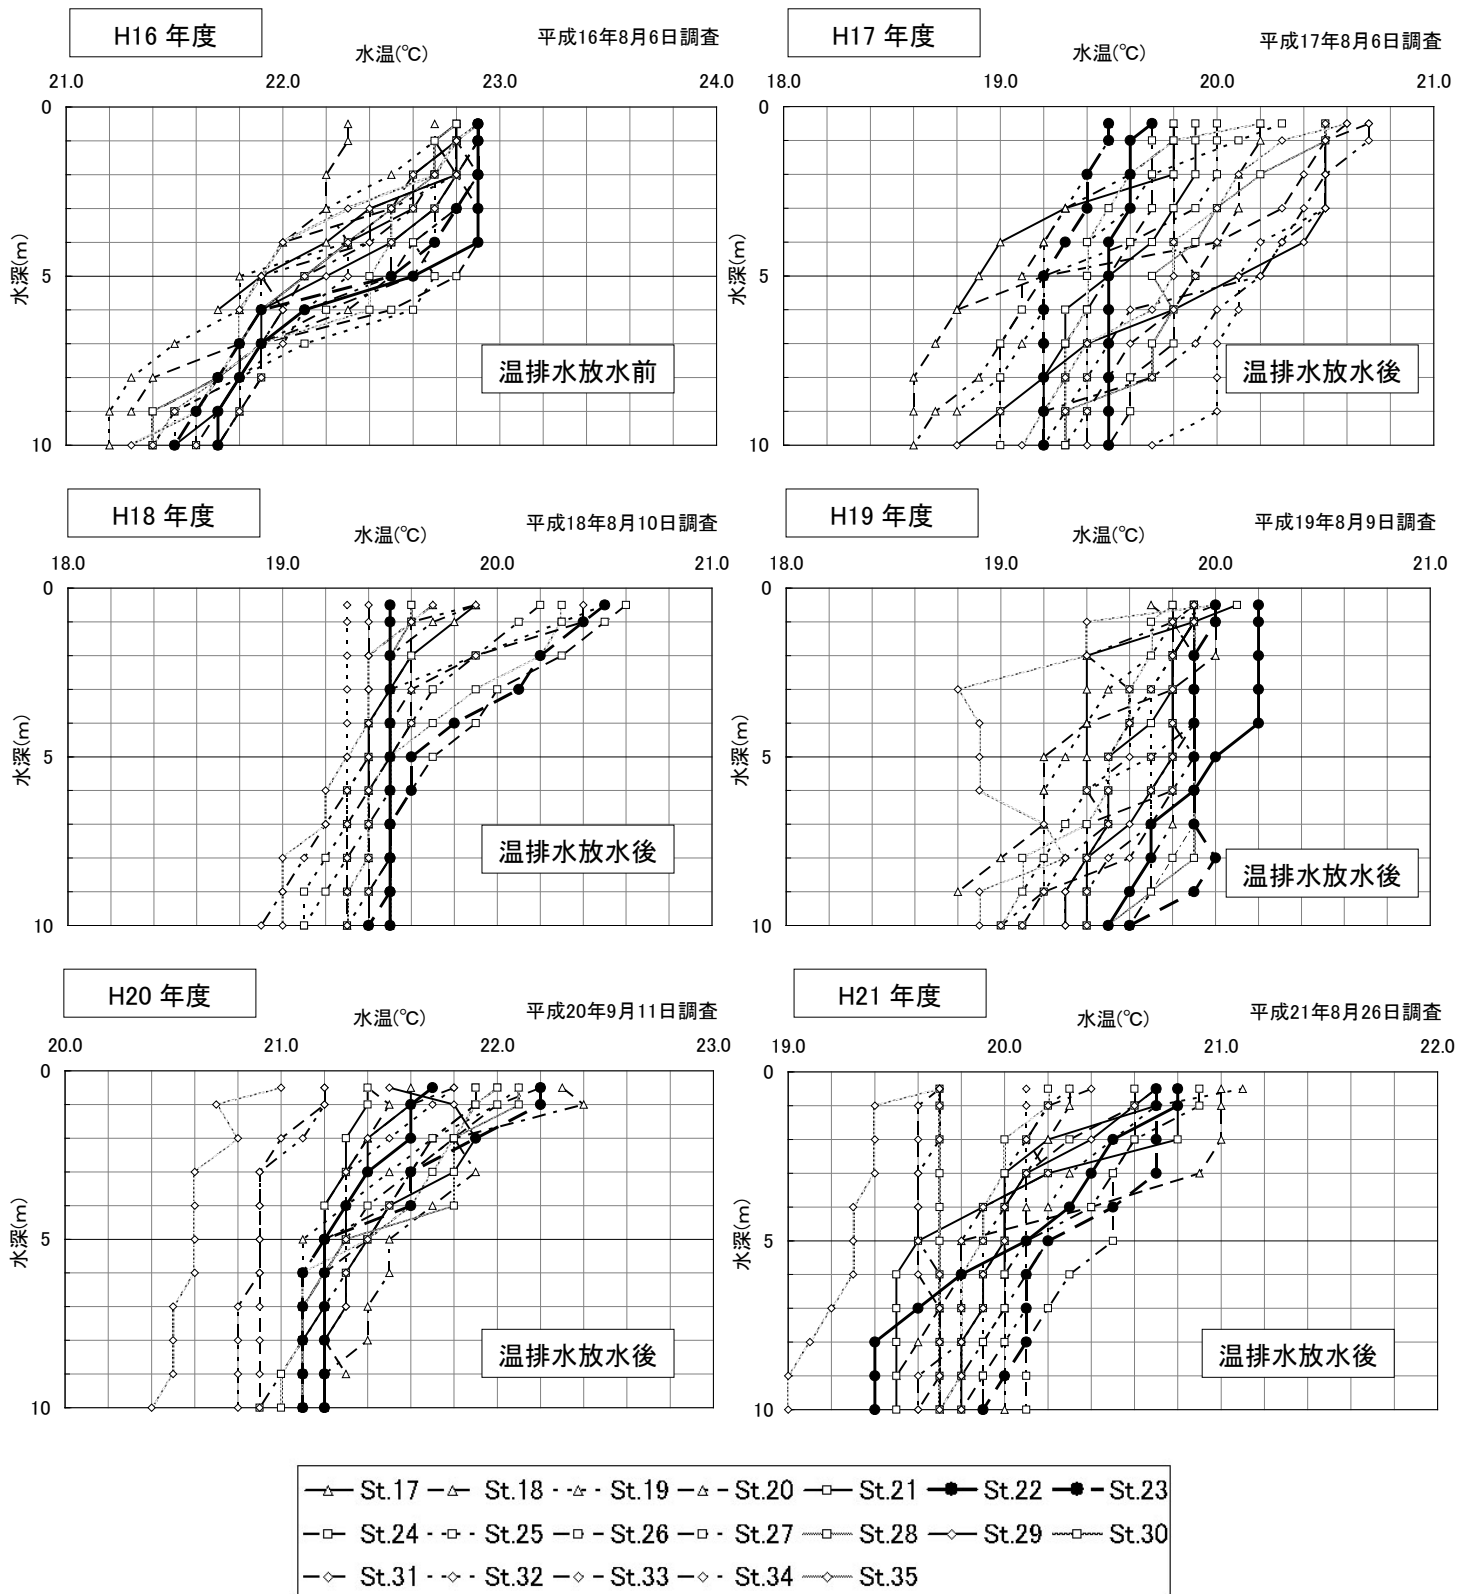 H16 年度
平成16年8月6日調査
水温(℃)
21.0 22.0 23.0 24.0
0
5
10
水深(m)
温排水放水前
H17 年度
平成17年8月6日調査
水温(℃)
18.0 19.0 20.0 21.0
0
5
10
水深(m)
温排水放水後
H18 年度
平成18年8月10日調査
水温(℃)
18.0 19.0 20.0 21.0
0
5
10
水深(m)
温排水放水後
H19 年度
平成19年8月9日調査
水温(℃)
18.0 19.0 20.0 21.0
0
5
10
水深(m)
温排水放水後
H20 年度
平成20年9月11日調査
水温(℃)
20.0 21.0 22.0 23.0
0
5
10
水深(m)
温排水放水後
H21 年度
平成21年8月26日調査
水温(℃)
19.0 20.0 21.0 22.0
0
5
10
水深(m)
温排水放水後
St.17 St.18 St.19 St.20 St.21 St.22 St.23
St.24 St.25 St.26 St.27 St.28 St.29 St.30
St.31 St.32 St.33 St.34 St.35